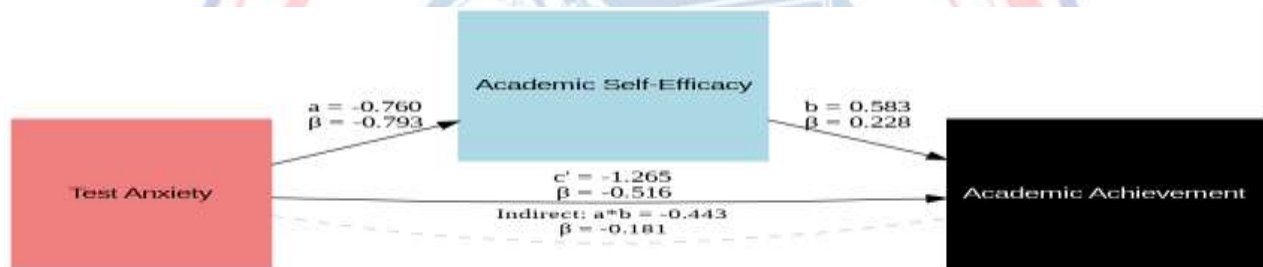 Academic Self-Efficacy
a = -0.760
β = -0.793
b = 0.583
β = 0.228
Test Anxiety
c' = -1.265
β = -0.516
Academic Achievement
Indirect: a*b = -0.443
β = -0.181